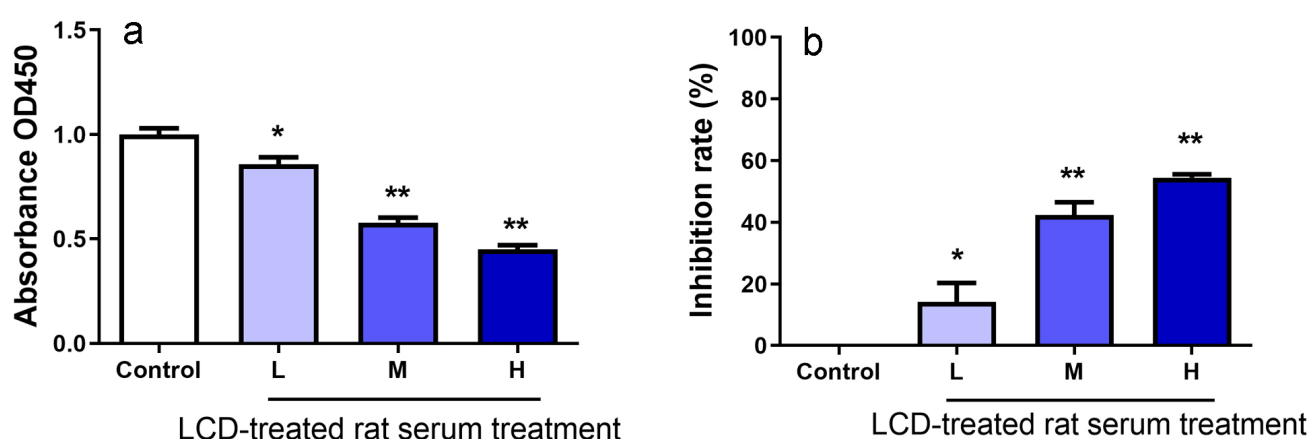 a
Absorbance OD450
1.5
1.0
0.5
0.0
*
**
**
Control L M H
LCD-treated rat serum treatment
b
Inhibition rate (%)
100
80
60
40
20
0
*
**
**
Control L M H
LCD-treated rat serum treatment